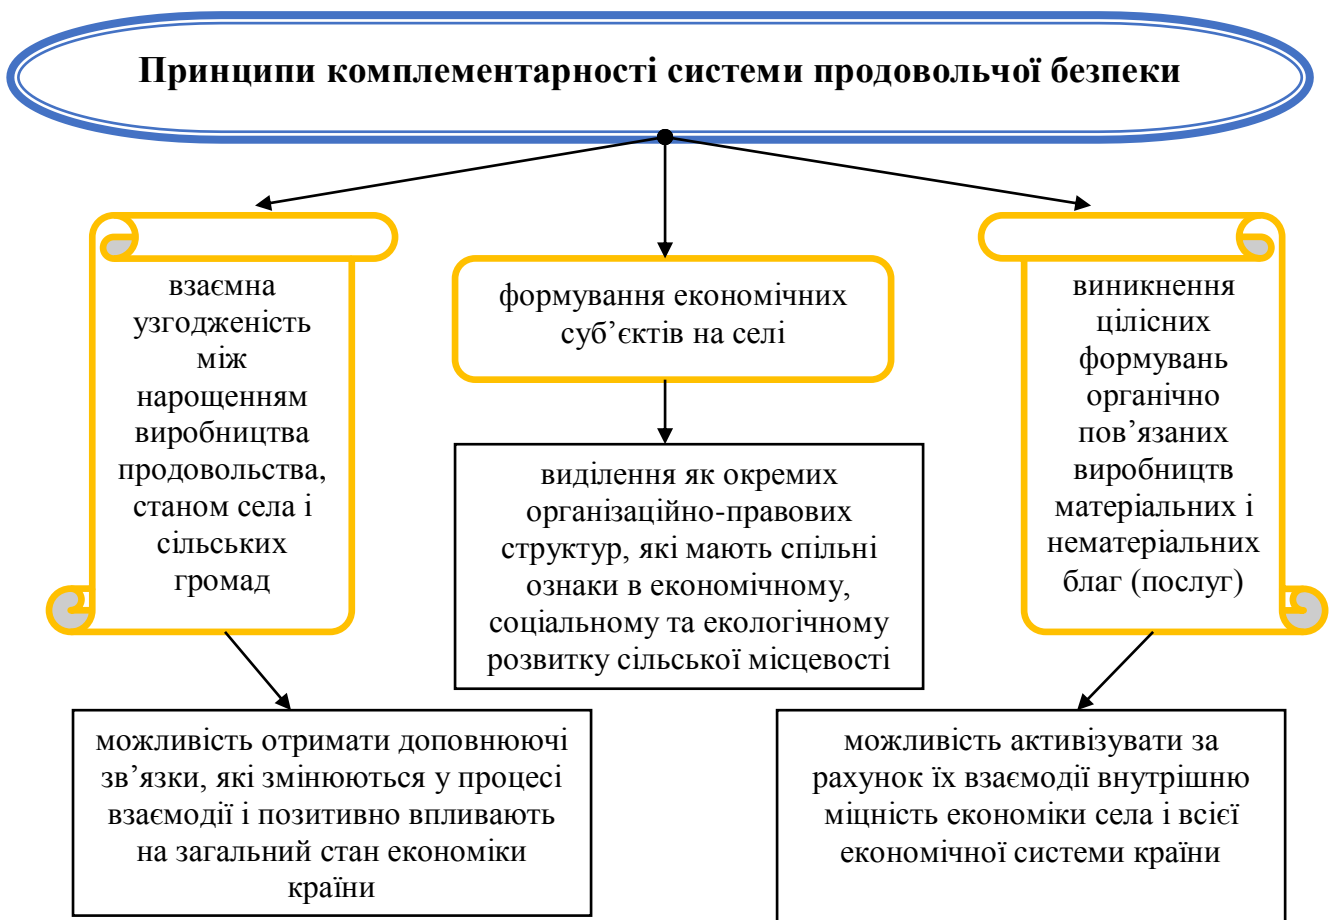 Принципи комплементарності системи продовольчої безпеки
взаємна
узгодженість
між
нарощенням
виробництва
продовольства,
станом села і
сільських
громад
формування економічних
суб’єктів на селі
виникнення
цілісних
формувань
органічно
пов’язаних
виробництв
матеріальних і
нематеріальних
благ (послуг)
виділення як окремих
організаційно-правових
структур, які мають спільні
ознаки в економічному,
соціальному та екологічному
розвитку сільської місцевості
можливість отримати доповнюючі
зв’язки, які змінюються у процесі
взаємодії і позитивно впливають
на загальний стан економіки
країни
можливість активізувати за
рахунок їх взаємодії внутрішню
міцність економіки села і всієї
економічної системи країни